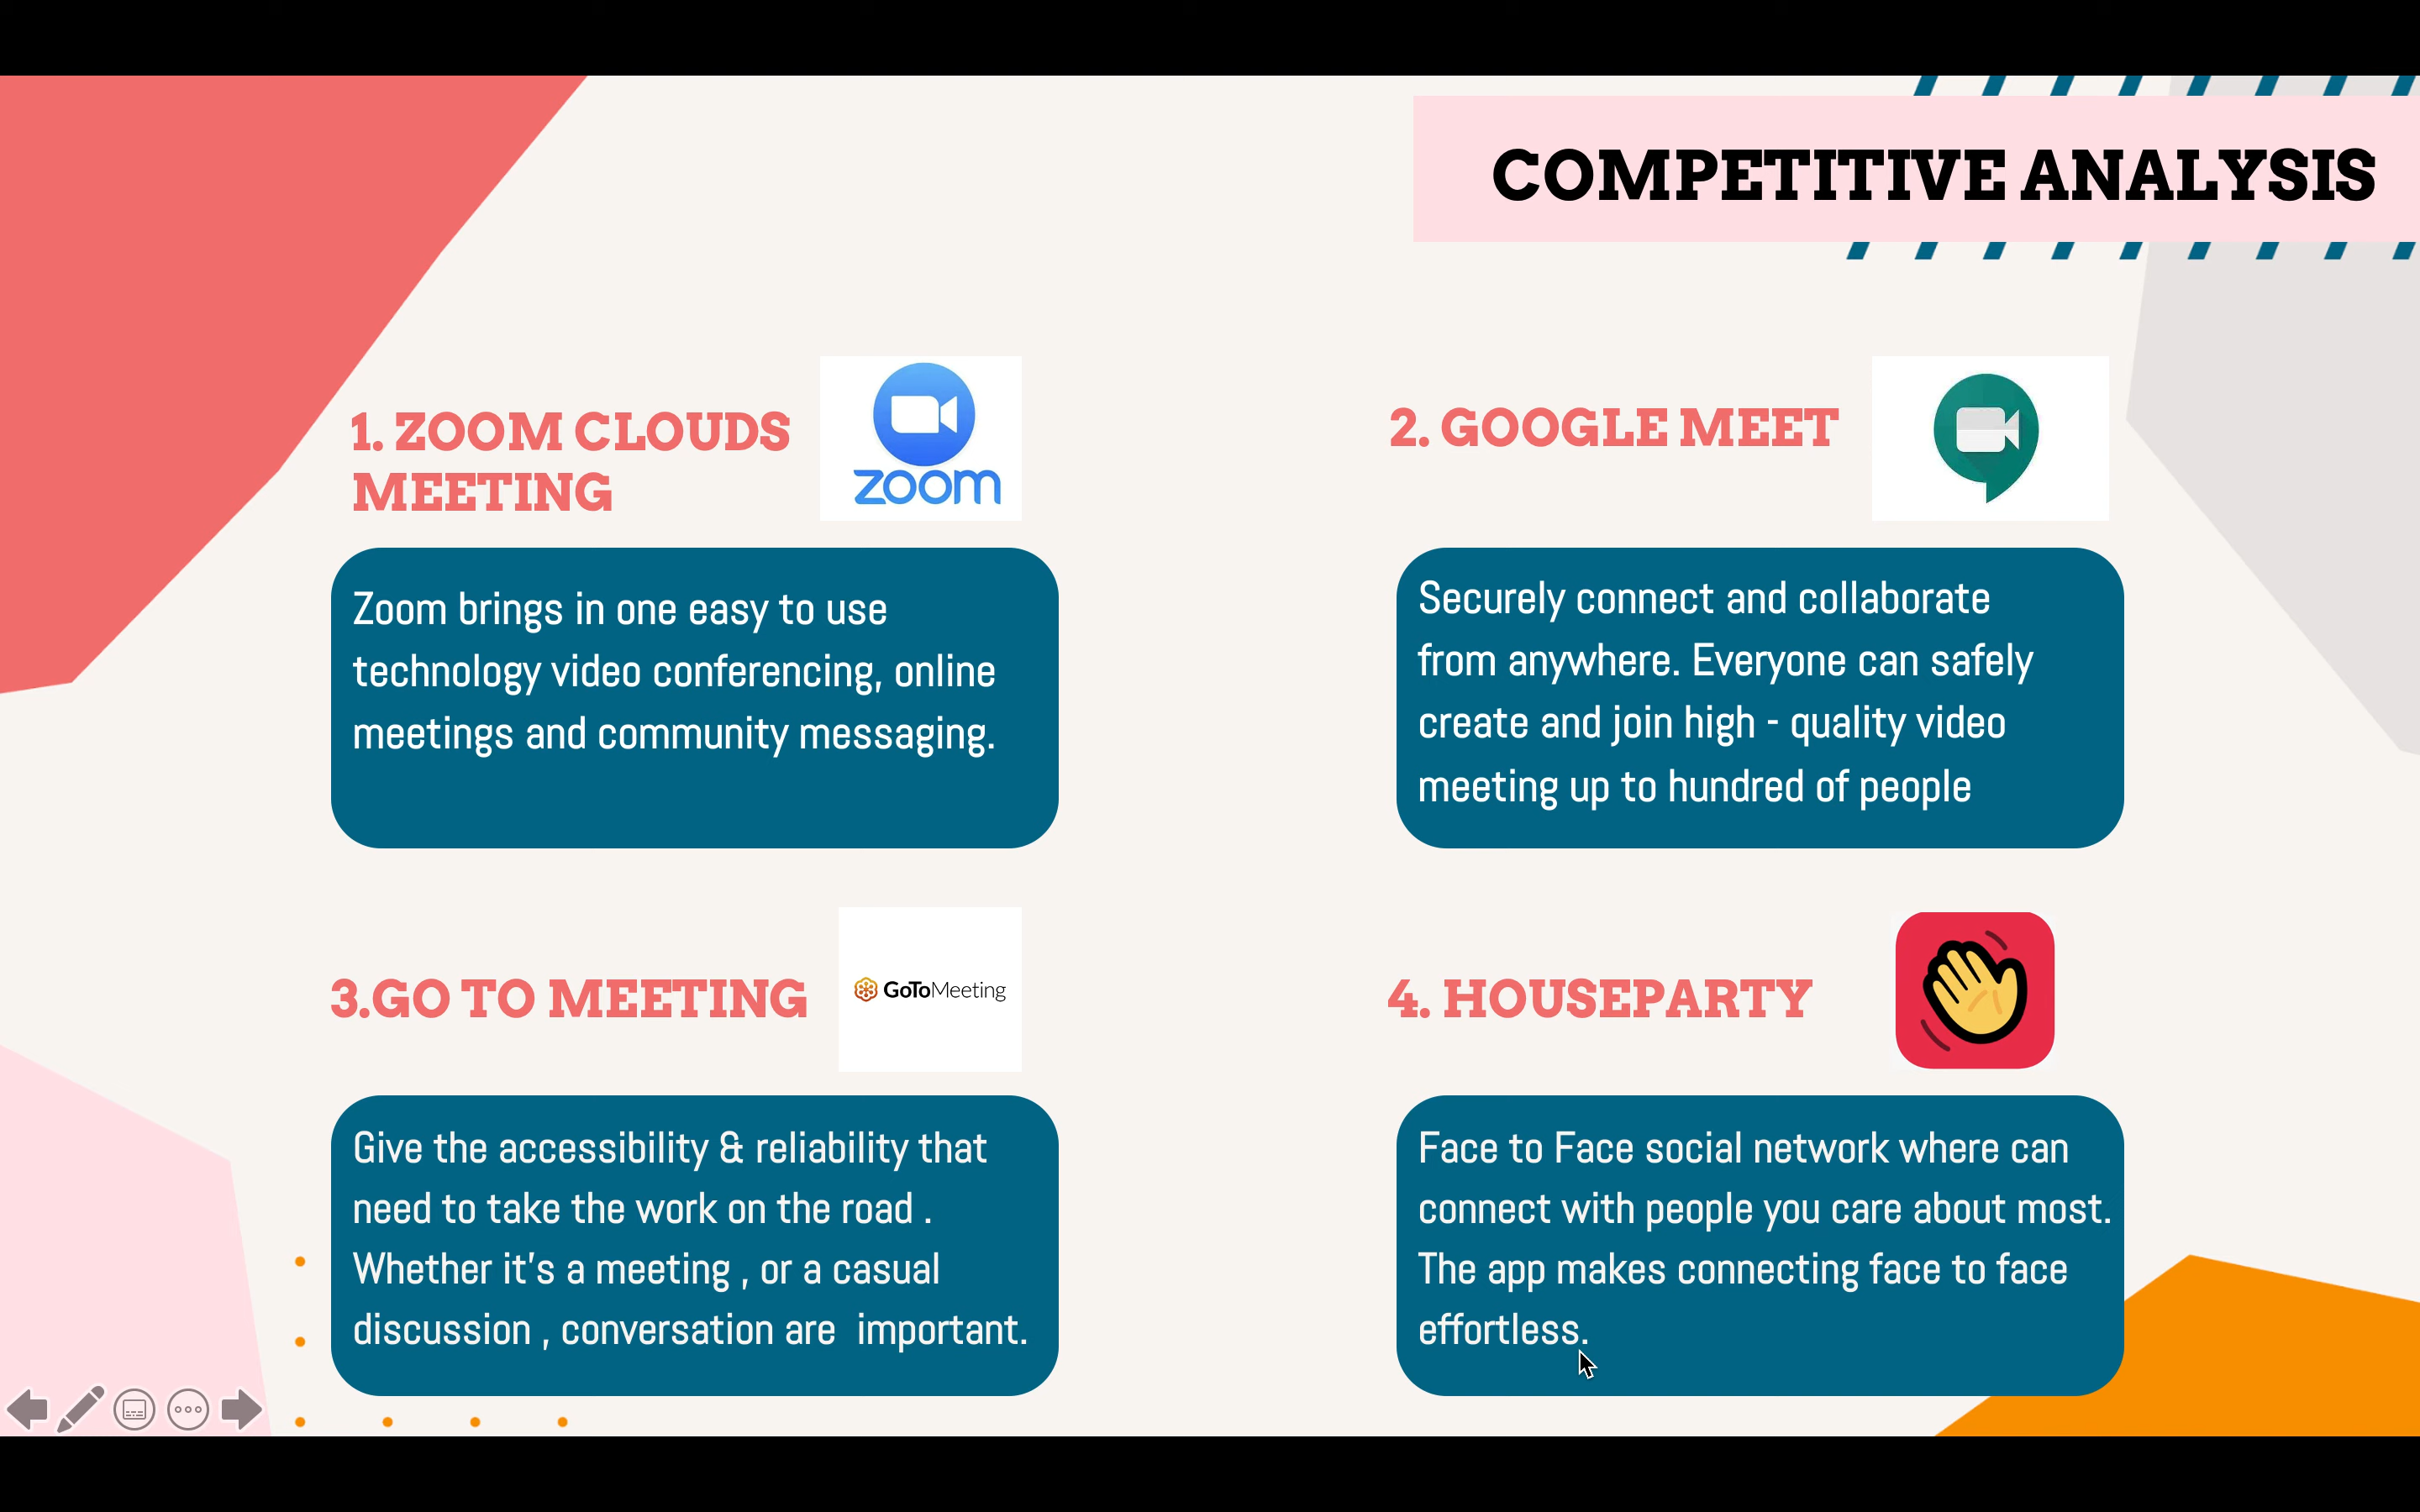 COMPETITIVE ANALYSIS
1. ZOOM CLOUDS
MEETING
zoom
Zoom brings in one easy to use
technology video conferencing, online
meetings and community messaging.
2. GOOGLE MEET
Securely connect and collaborate
from anywhere. Everyone can safely
create and join high - quality video
meeting up to hundred of people
3.GO TO MEETING
GoToMeeting
Give the accessibility & reliability that
need to take the work on the road .
Whether it's a meeting , or a casual
discussion , conversation are  important.
4. HOUSEPARTY
Face to Face social network where can
connect with people you care about most.
The app makes connecting face to face
effortless.